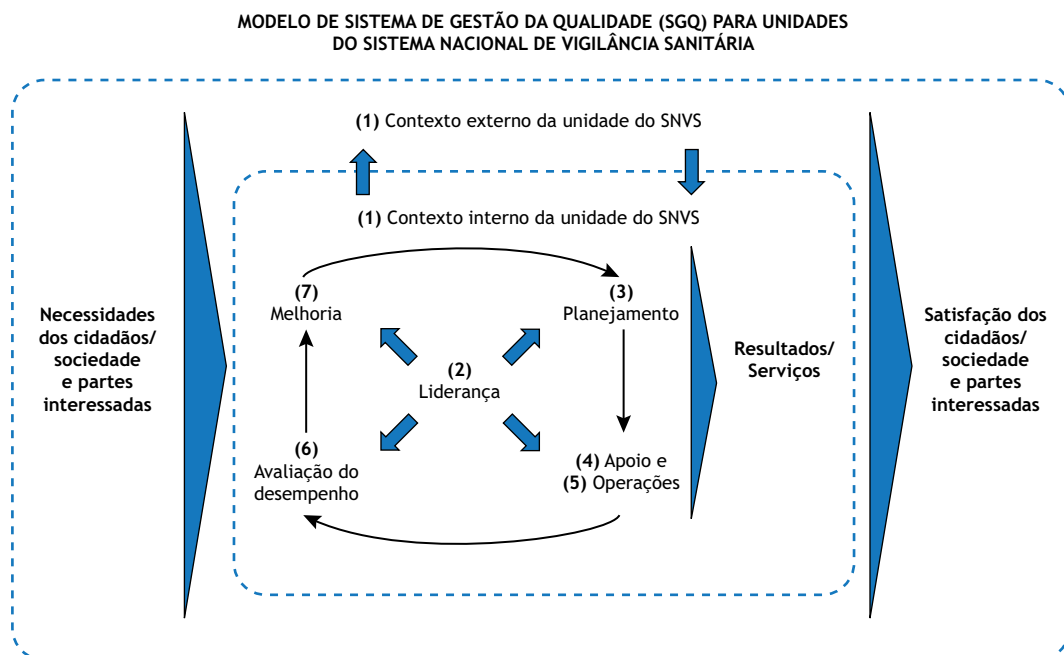 MODELO DE SISTEMA DE GESTÃO DA QUALIDADE (SGQ) PARA UNIDADES
DO SISTEMA NACIONAL DE VIGILÂNCIA SANITÁRIA
(1) Contexto externo da unidade do SNVS
(1) Contexto interno da unidade do SNVS
Necessidades
dos cidadãos/
sociedade
e partes
interessadas
(7)
Melhoria
(3)
Planejamento
(2)
Liderança
(6)
Avaliação do
desempenho
(4) Apoio e
(5) Operações
Resultados/
Serviços
Satisfação dos
cidadãos/
sociedade
e partes
interessadas